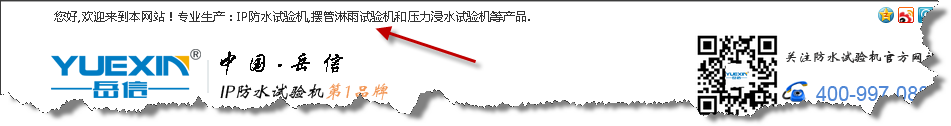 您好,欢迎来到本网站！专业生产：IP防水试验机,摆管淋雨试验机和压力浸水试验机等产品.
YUEXIN®
岳信
中国.岳信
IP防水试验机第1品牌
YUEXIN
关注防水试验机官方网
400-997-088